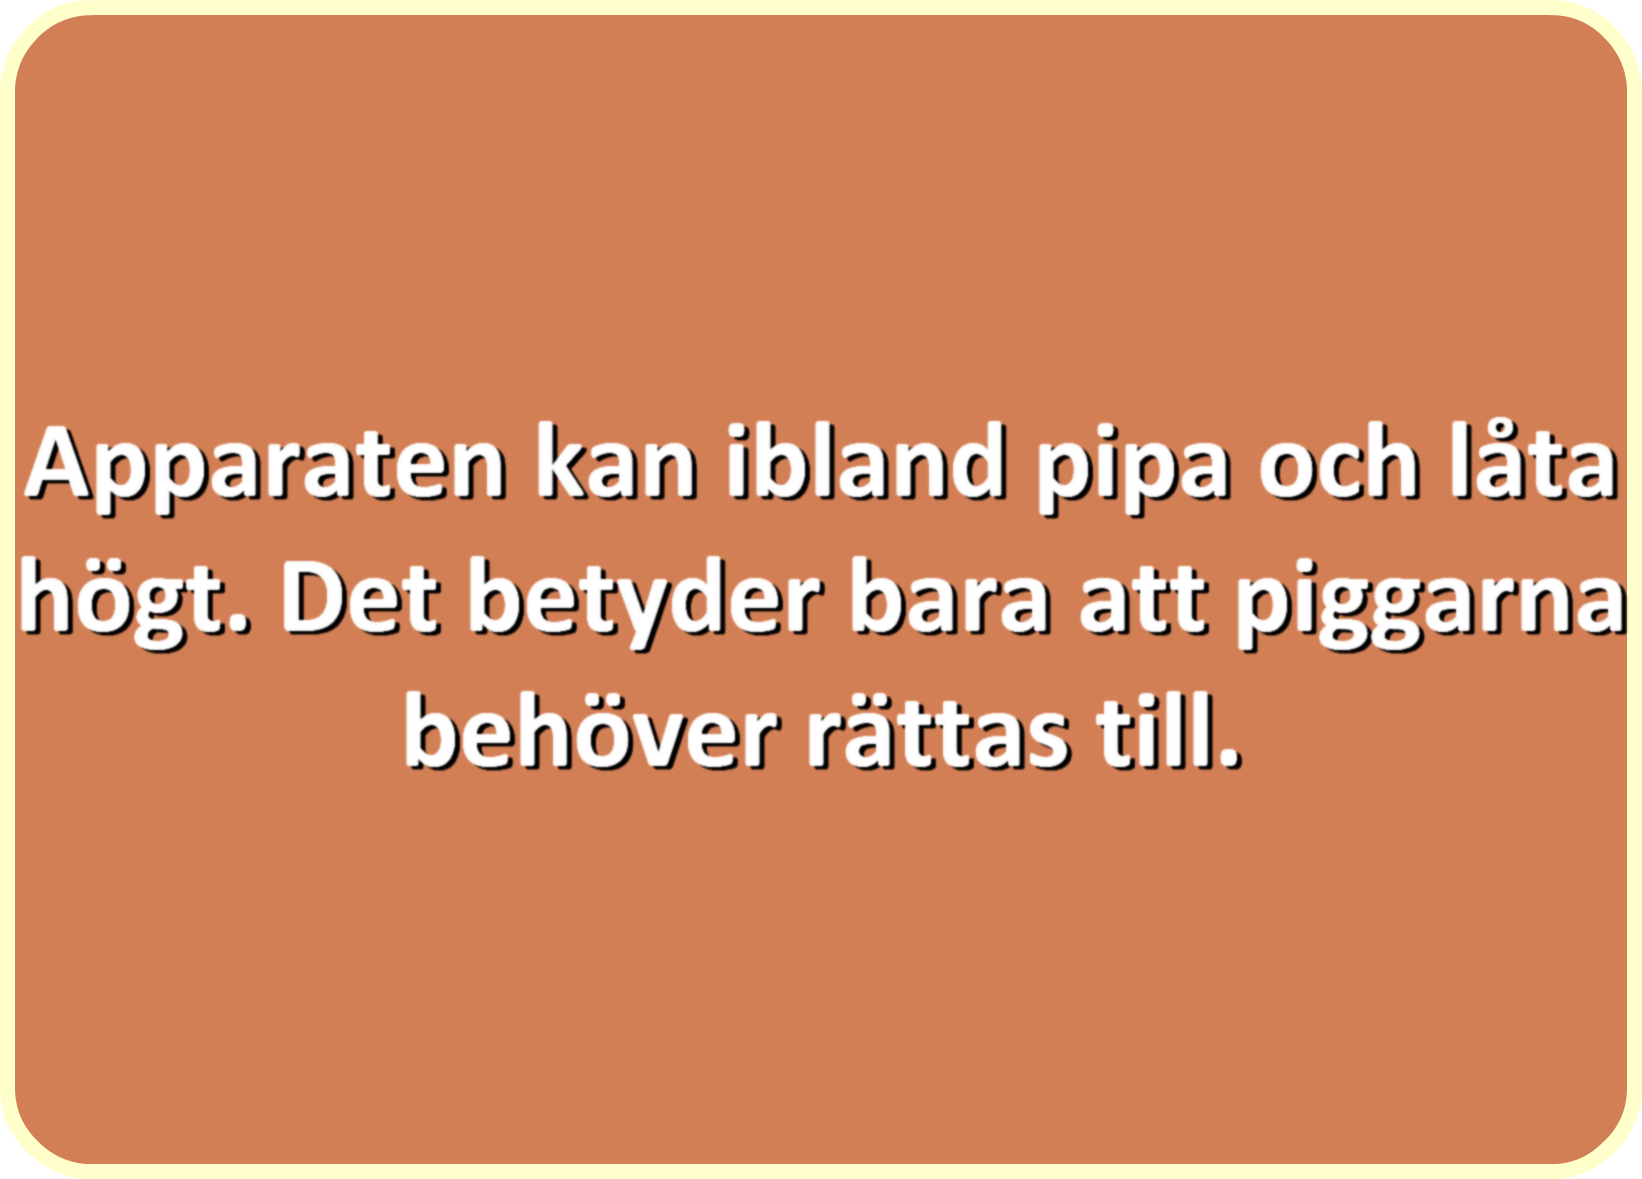 Apparaten kan ibland pipa och låta
högt. Det betyder bara att piggarna
behöver rättas till.